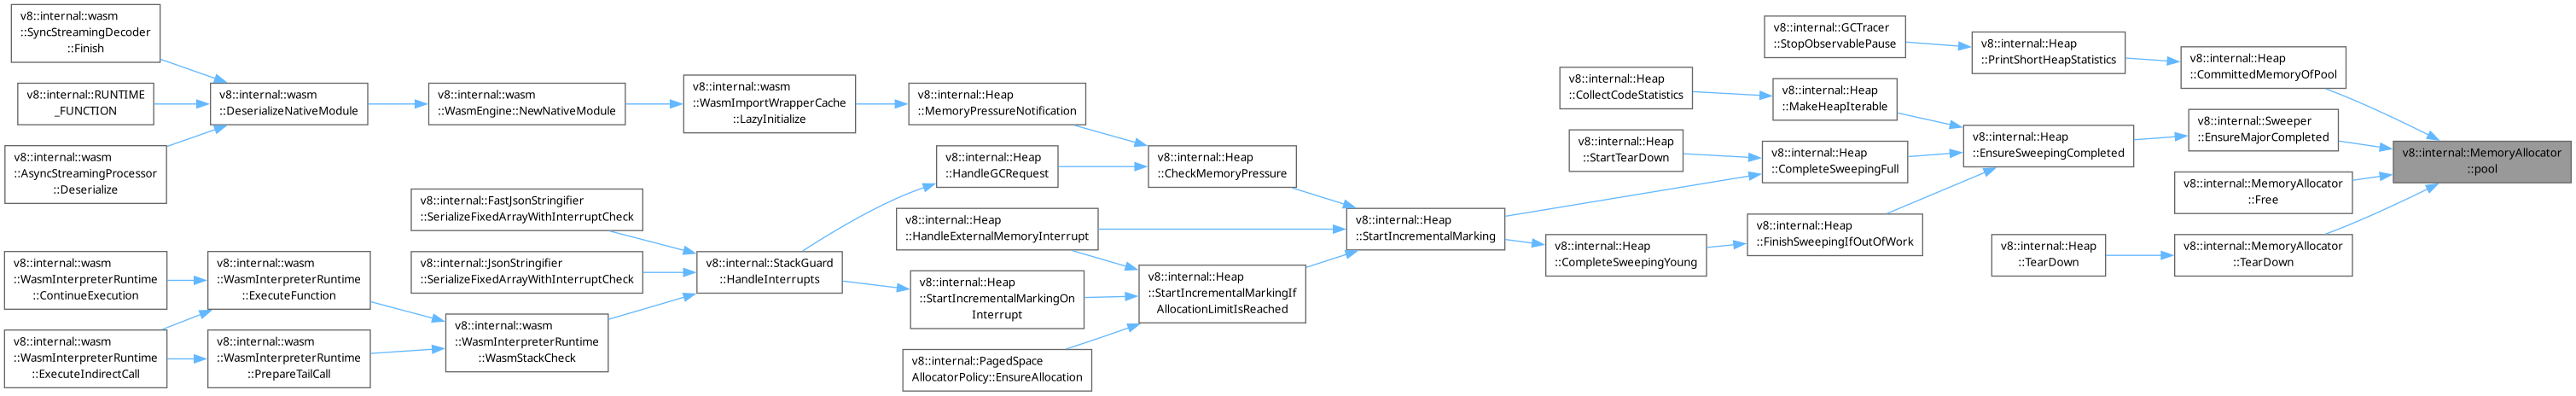 v8::internal::wasm
::SyncStreamingDecoder
::Finish
v8::internal::RUNTIME
_FUNCTION
v8::internal::wasm
::AsyncStreamingProcessor
::Deserialize
v8::internal::wasm
::DeserializeNativeModule
v8::internal::wasm
::WasmEngine::NewNativeModule
v8::internal::wasm
::WasmImportWrapperCache
::LazyInitialize
v8::internal::Heap
::MemoryPressureNotification
v8::internal::Heap
::HandleGCRequest
v8::internal::Heap
::CheckMemoryPressure
v8::internal::FastJsonStringifier
::SerializeFixedArrayWithInterruptCheck
v8::internal::JsonStringifier
::SerializeFixedArrayWithInterruptCheck
v8::internal::wasm
::WasmInterpreterRuntime
::ContinueExecution
v8::internal::wasm
::WasmInterpreterRuntime
::ExecuteFunction
v8::internal::wasm
::WasmInterpreterRuntime
::ExecuteIndirectCall
v8::internal::wasm
::WasmInterpreterRuntime
::PrepareTailCall
v8::internal::wasm
::WasmInterpreterRuntime
::WasmStackCheck
v8::internal::StackGuard
::HandleInterrupts
v8::internal::Heap
::HandleExternalMemoryInterrupt
v8::internal::Heap
::StartIncrementalMarkingOn
Interrupt
v8::internal::PagedSpace
AllocatorPolicy::EnsureAllocation
v8::internal::Heap
::StartIncrementalMarkingIf
AllocationLimitIsReached
v8::internal::Heap
::StartIncrementalMarking
v8::internal::Heap
::CollectCodeStatistics
v8::internal::Heap
::StartTearDown
v8::internal::Heap
::CompleteSweepingYoung
v8::internal::GCTracer
::StopObservablePause
v8::internal::Heap
::MakeHeapIterable
v8::internal::Heap
::CompleteSweepingFull
v8::internal::Heap
::FinishSweepingIfOutOfWork
v8::internal::Heap
::PrintShortHeapStatistics
v8::internal::Heap
::EnsureSweepingCompleted
v8::internal::Heap
::TearDown
v8::internal::Heap
::CommittedMemoryOfPool
v8::internal::Sweeper
::EnsureMajorCompleted
v8::internal::MemoryAllocator
::Free
v8::internal::MemoryAllocator
::TearDown
v8::internal::MemoryAllocator
::pool